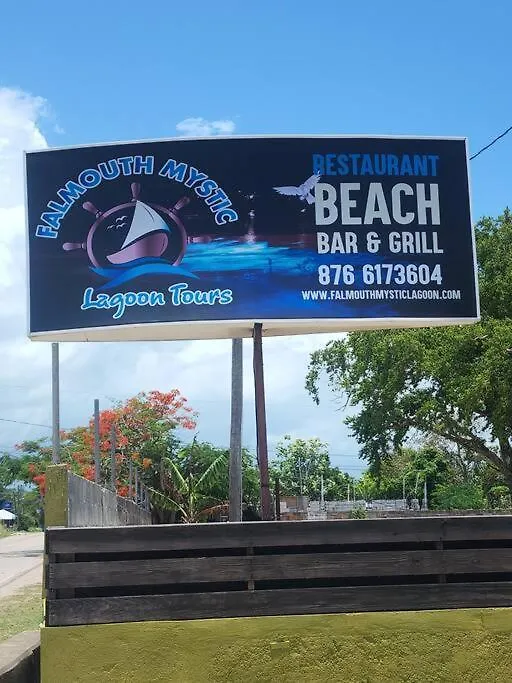 FALMOUTH MYSTIC
Lagoon Tours
RESTAURANT
BEACH
BAR & GRILL
876 6173604
WWW.FALMOUTHMYSTICLAGOON.COM